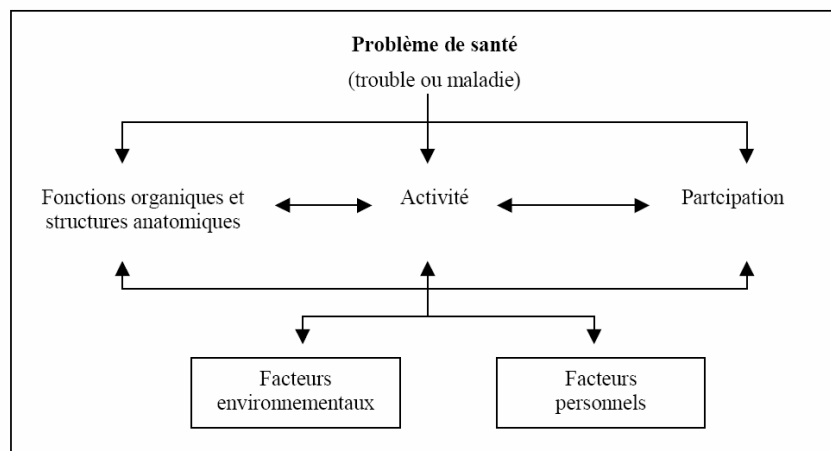 Problème de santé
(trouble ou maladie)
Fonctions organiques et
structures anatomiques
Activité
Partcipation
Facteurs
environnementaux
Facteurs
personnels